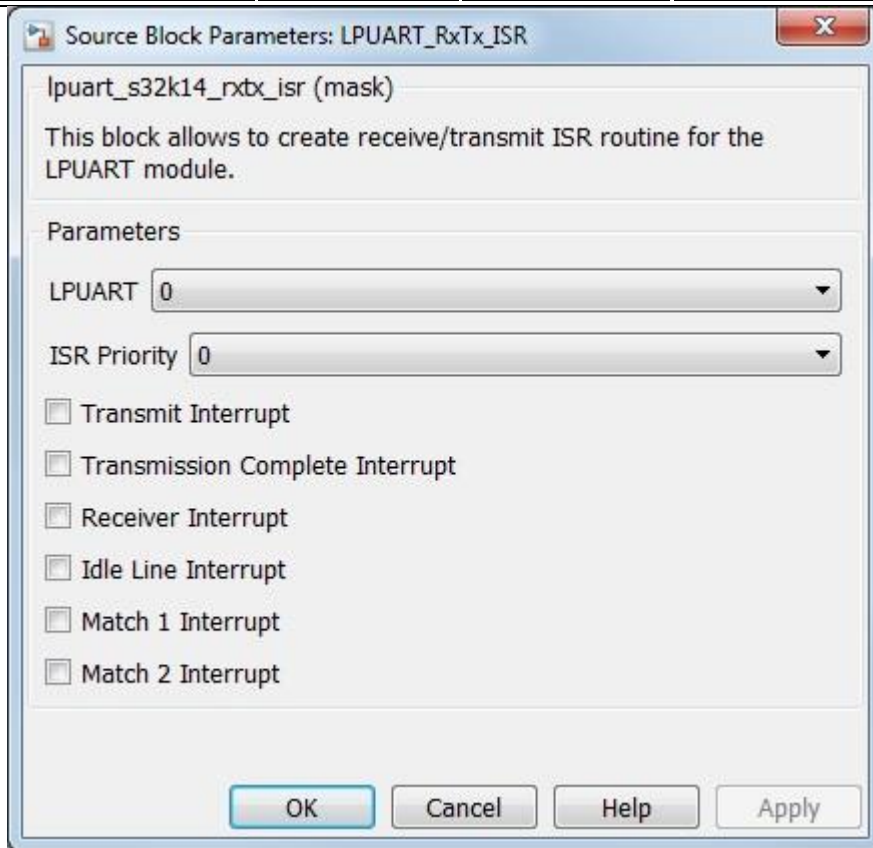 Source Block Parameters: LPUART_RxTx_ISR
lpuart_s32k14_rxtx_isr (mask)
This block allows to create receive/transmit ISR routine for the
LPUART module.
Parameters
LPUART 0
ISR Priority 0
Transmit Interrupt
Transmission Complete Interrupt
Receiver Interrupt
Idle Line Interrupt
Match 1 Interrupt
Match 2 Interrupt
OK Cancel Help Apply